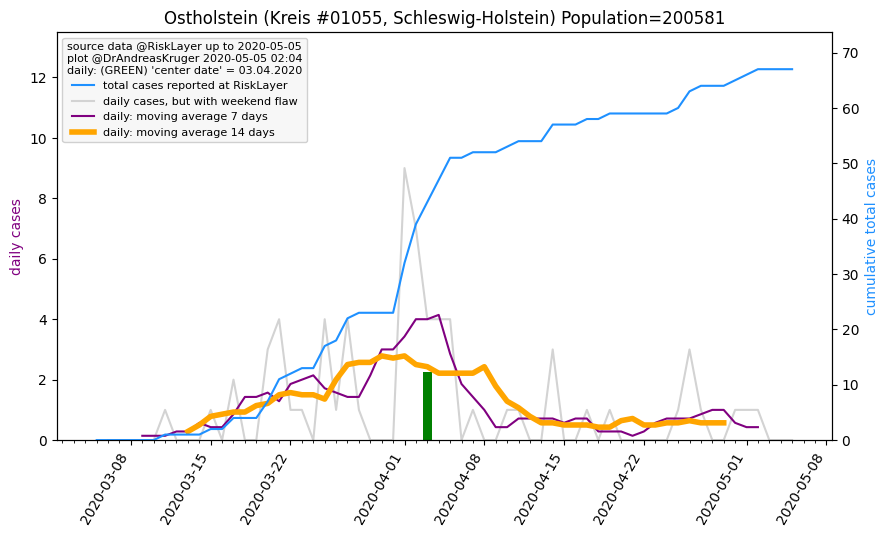 Ostholstein (Kreis #01055, Schleswig-Holstein) Population=200581
source data @RiskLayer up to 2020-05-05
plot @DrAndreasKruger 2020-05-05 02:04
daily: (GREEN) 'center date' = 03.04.2020
total cases reported at RiskLayer
daily cases, but with weekend flaw
daily: moving average 7 days
daily: moving average 14 days
daily cases
12
10
8
6
4
2
0
70
60
50
40
30
20
10
0
cumulative total cases
2020-03-08
2020-03-15
2020-03-22
2020-04-01
2020-04-08
2020-04-15
2020-04-22
2020-05-01
2020-05-08